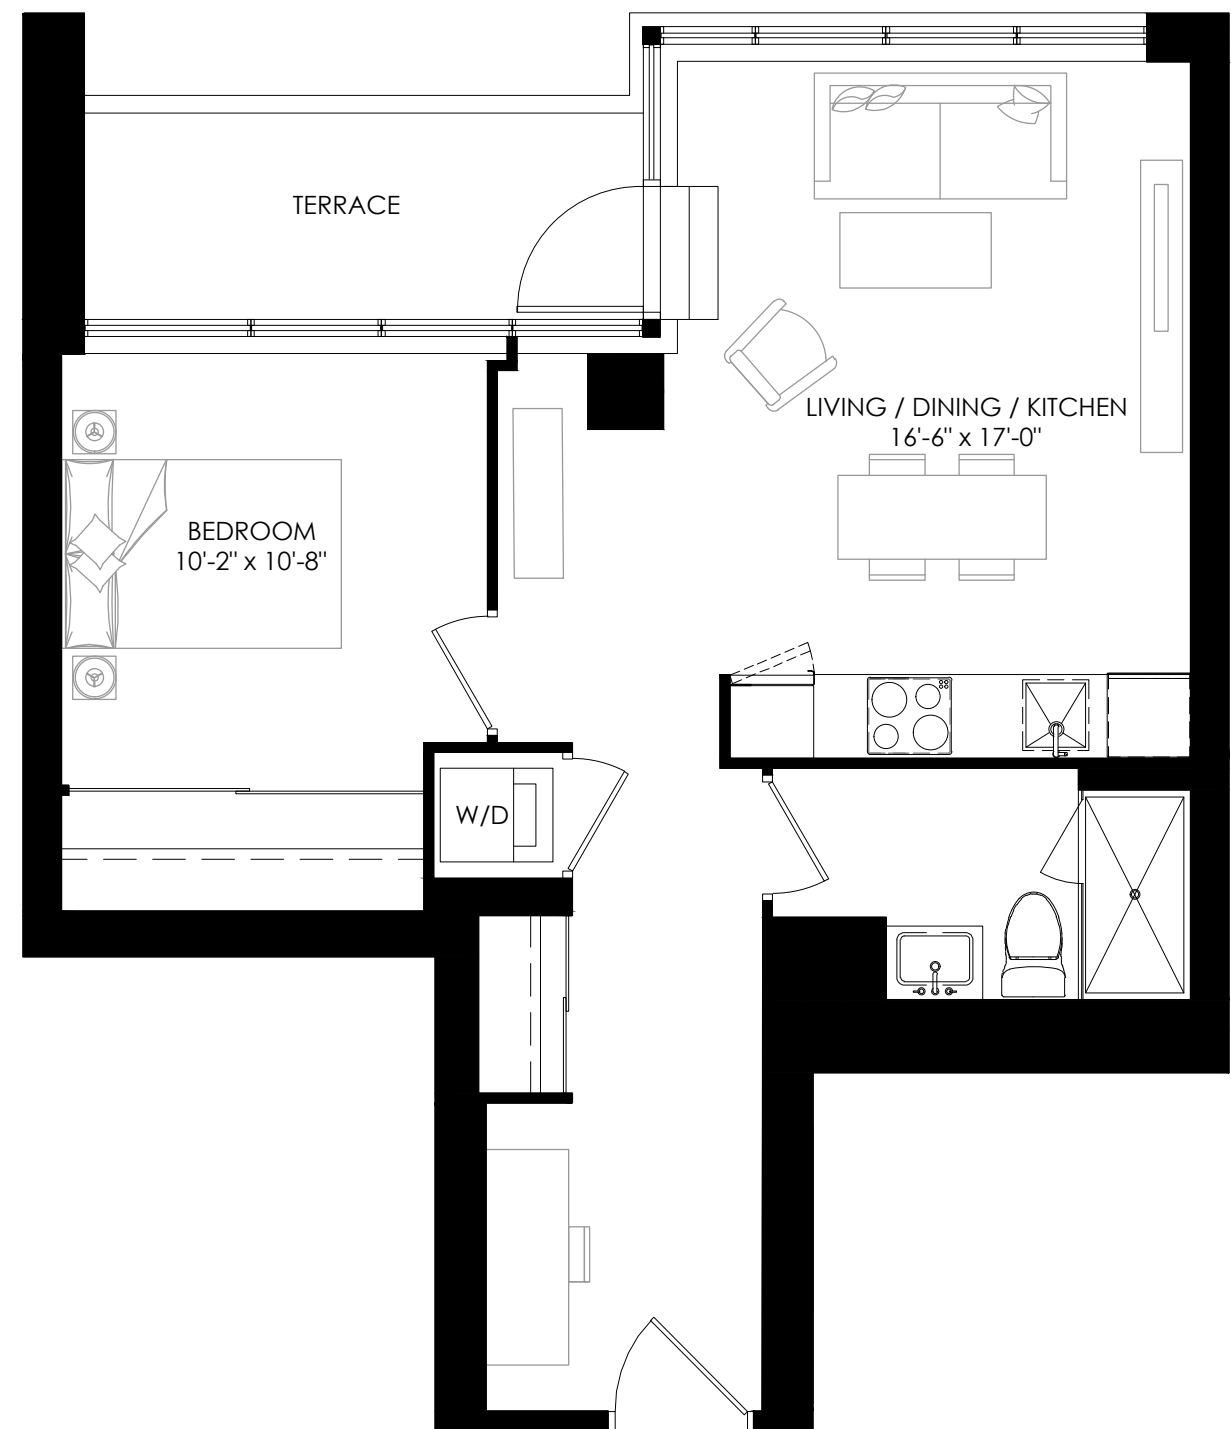 TERRACE
LIVING / DINING / KITCHEN
16'-6" x 17'-0"
BEDROOM
10'-2" x 10'-8"
W/D